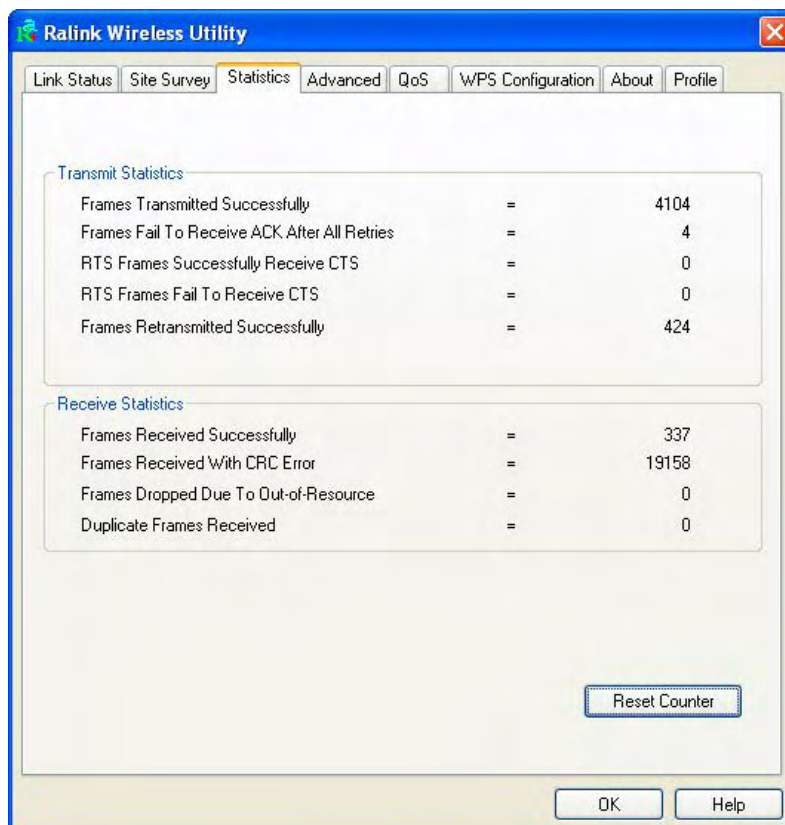 Ralink Wireless Utility
Link Status Site Survey Statistics Advanced QoS WPS Configuration About Profile
Transmit Statistics
Frames Transmitted Successfully = 4104
Frames Fail To Receive ACK After All Retries = 4
RTS Frames Successfully Receive CTS = 0
RTS Frames Fail To Receive CTS = 0
Frames Retransmitted Successfully = 424
Receive Statistics
Frames Received Successfully = 337
Frames Received With CRC Error = 19158
Frames Dropped Due To Out-of-Resource = 0
Duplicate Frames Received = 0
Reset Counter
OK Help